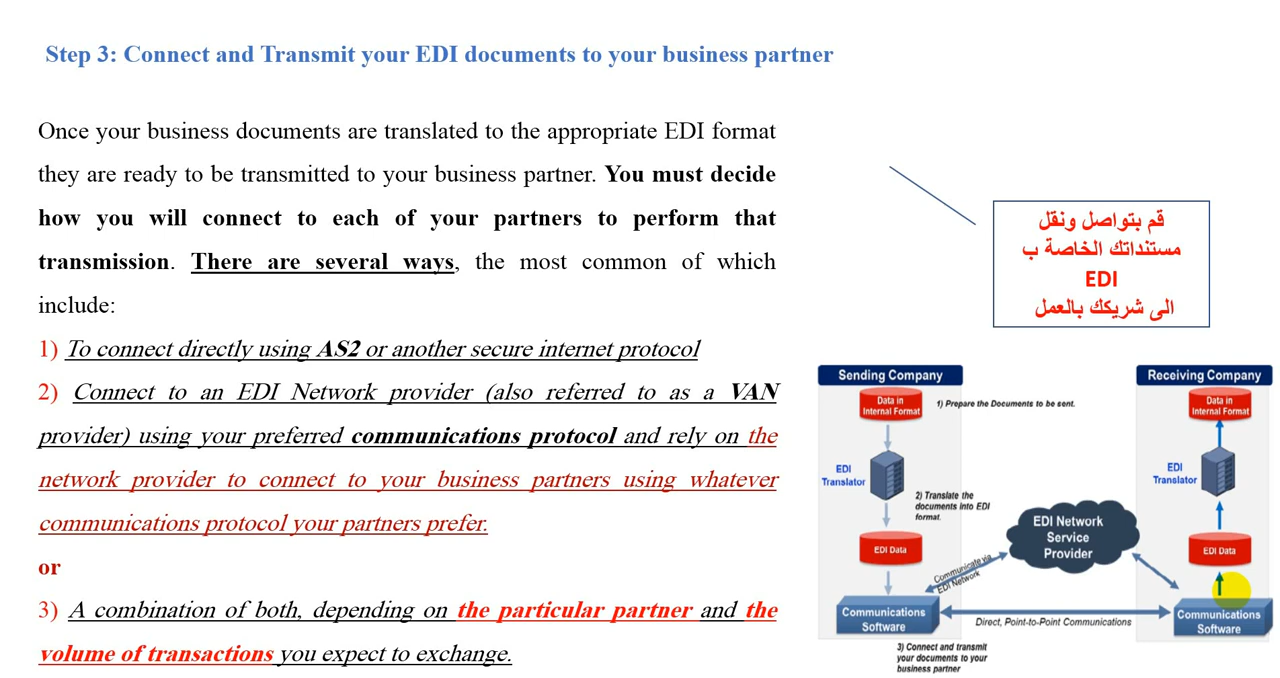 Step 3: Connect and Transmit your EDI documents to your business partner
Once your business documents are translated to the appropriate EDI format
they are ready to be transmitted to your business partner. You must decide
how you will connect to each of your partners to perform that
transmission. There are several ways, the most common of which
include:
1) To connect directly using AS2 or another secure internet protocol
2) Connect to an EDI Network provider (also referred to as a VAN
provider) using your preferred communications protocol and rely on the
network provider to connect to your business partners using whatever
communications protocol your partners prefer.
or
3) A combination of both, depending on the particular partner and the
volume of transactions you expect to exchange.
قم بتواصل ونقل
مستنداتك الخاصة ب
EDI
الى شريكك بالعمل
Sending Company
Data in
Internal Format
1) Prepare the Documents to be sent.
EDI
Translator
2) Translate the
documents into EDI
format.
EDI Data
Communicate via
EDI Network
Communications
Software
3) Connect and transmit
your documents to your
business partner
EDI Network
Service
Provider
Direct, Point-to-Point Communications
Receiving Company
Data in
Internal Format
EDI
Translator
EDI Data
Communications
Software